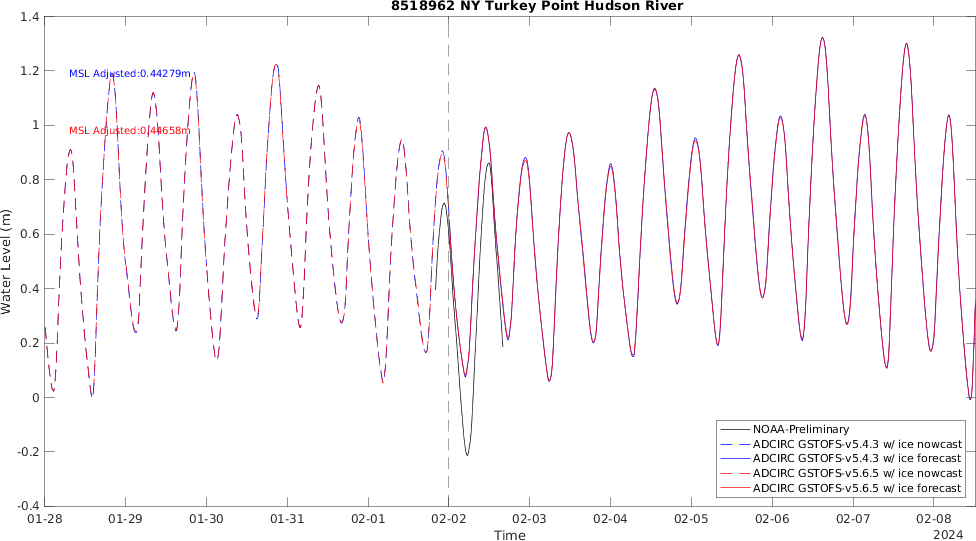 8518962 NY Turkey Point Hudson River
1.4
1.2
1
0.8
0.6
0.4
0.2
0
-0.2
-0.4
Water Level (m)
MSL Adjusted:0.44279m
MSL Adjusted:0.44658m
NOAA-Preliminary
ADCIRC GSTOFS-v5.4.3 w/ ice nowcast
ADCIRC GSTOFS-v5.4.3 w/ ice forecast
ADCIRC GSTOFS-v5.6.5 w/ ice nowcast
ADCIRC GSTOFS-v5.6.5 w/ ice forecast
01-28 01-29 01-30 01-31 02-01 02-02 02-03 02-04 02-05 02-06 02-07 02-08
Time
2024